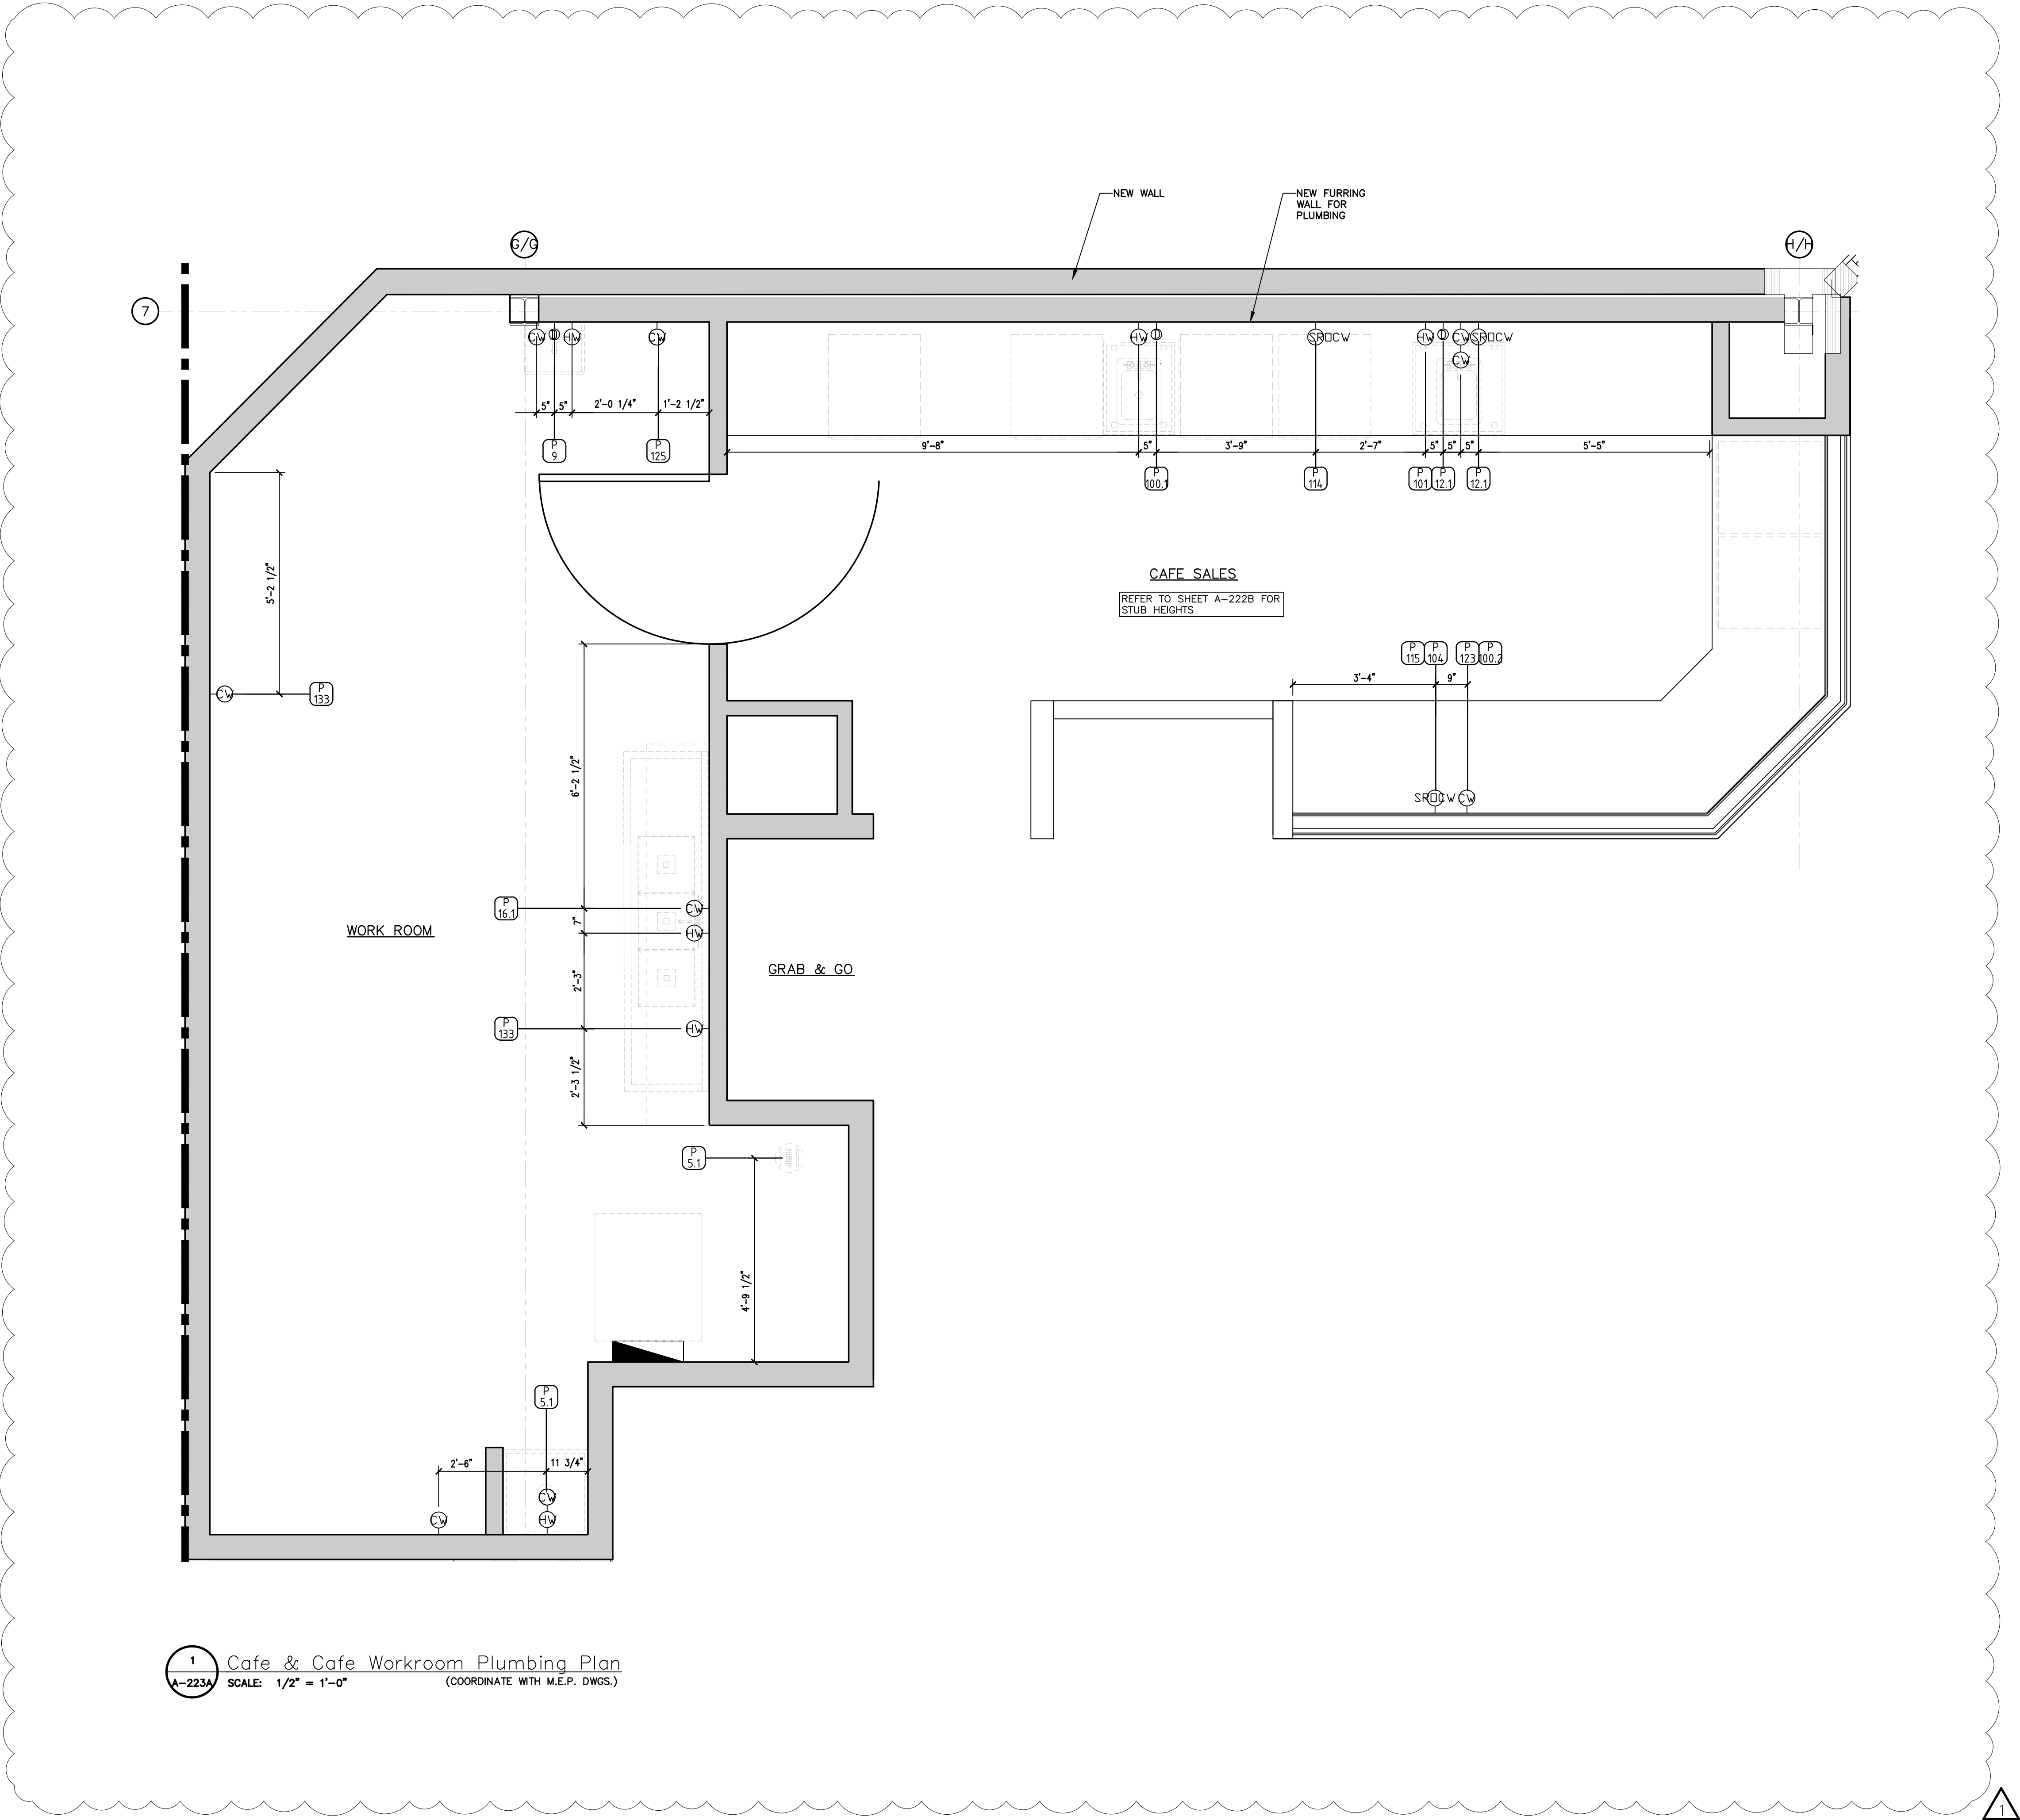 NEW WALL
NEW FURRING
WALL FOR
PLUMBING
G/G
H/H
7
CW
D
HW
CW
HW
D
SR□CW
HW
D
CW
SR□CW
CW
5"
5"
2'-0 1/4"
1'-2 1/2"
P
9
P
125
9'-8"
5"
3'-9"
2'-7"
5"
5"
5"
5'-5"
P
100.1
P
114
P
101
P
12.1
P
12.1
5'-2 1/2"
CAFE SALES
REFER TO SHEET A-222B FOR
STUB HEIGHTS
P
115
P
104
P
123
P
100.2
3'-4"
9"
CW
P
133
6'-2 1/2"
SR□CW
CW
P
16.1
CW
7"
HW
WORK ROOM
GRAB & GO
2'-3"
P
133
HW
2'-3 1/2"
P
5.1
4'-9 1/2"
P
5.1
2'-6"
11 3/4"
CW
CW
HW
1
A-223A
Cafe & Cafe Workroom Plumbing Plan
SCALE: 1/2" = 1'-0"
(COORDINATE WITH M.E.P. DWGS.)
1